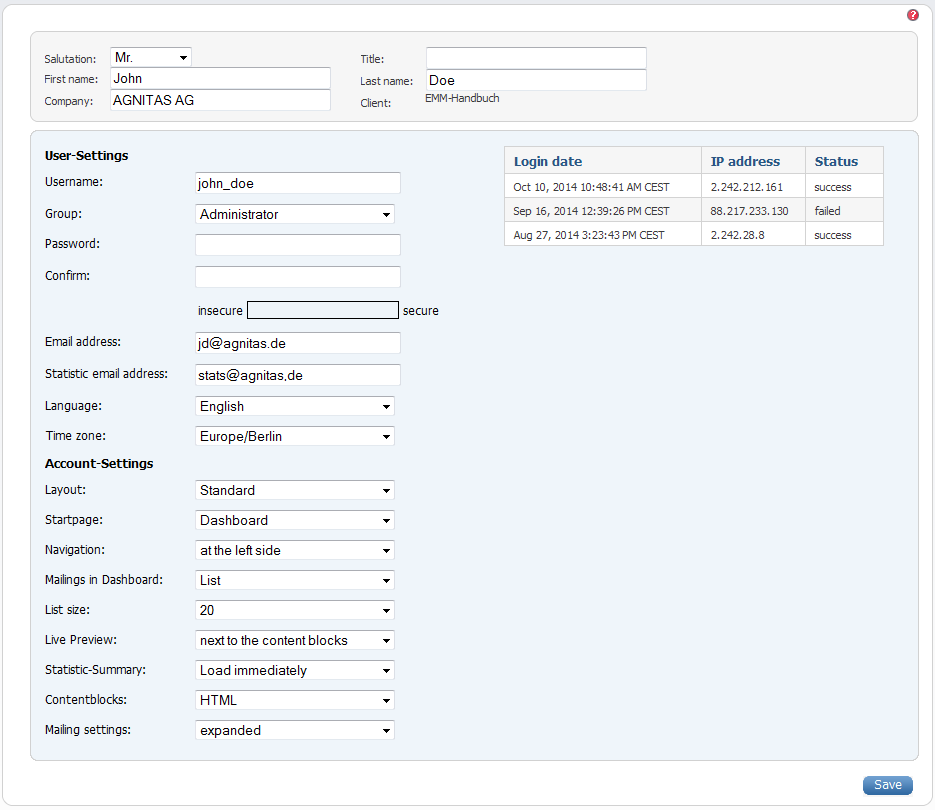 ?
Salutation: Mr. Title:
First name: John Last name: Doe
Company: AGNITAS AG Client: EMM-Handbuch
User-Settings
Login date IP address Status
Username: john_doe
Oct 10, 2014 10:48:41 AM CEST 2.242.212.161 success
Group: Administrator
Sep 16, 2014 12:39:26 PM CEST 88.217.233.130 failed
Password:
Aug 27, 2014 3:23:43 PM CEST 2.242.28.8 success
Confirm:
insecure secure
Email address: jd@agnitas.de
Statistic email address: stats@agnitas.de
Language: English
Time zone: Europe/Berlin
Account-Settings
Layout: Standard
Startpage: Dashboard
Navigation: at the left side
Mailings in Dashboard: List
List size: 20
Live Preview: next to the content blocks
Statistic-Summary: Load immediately
Contentblocks: HTML
Mailing settings: expanded
Save